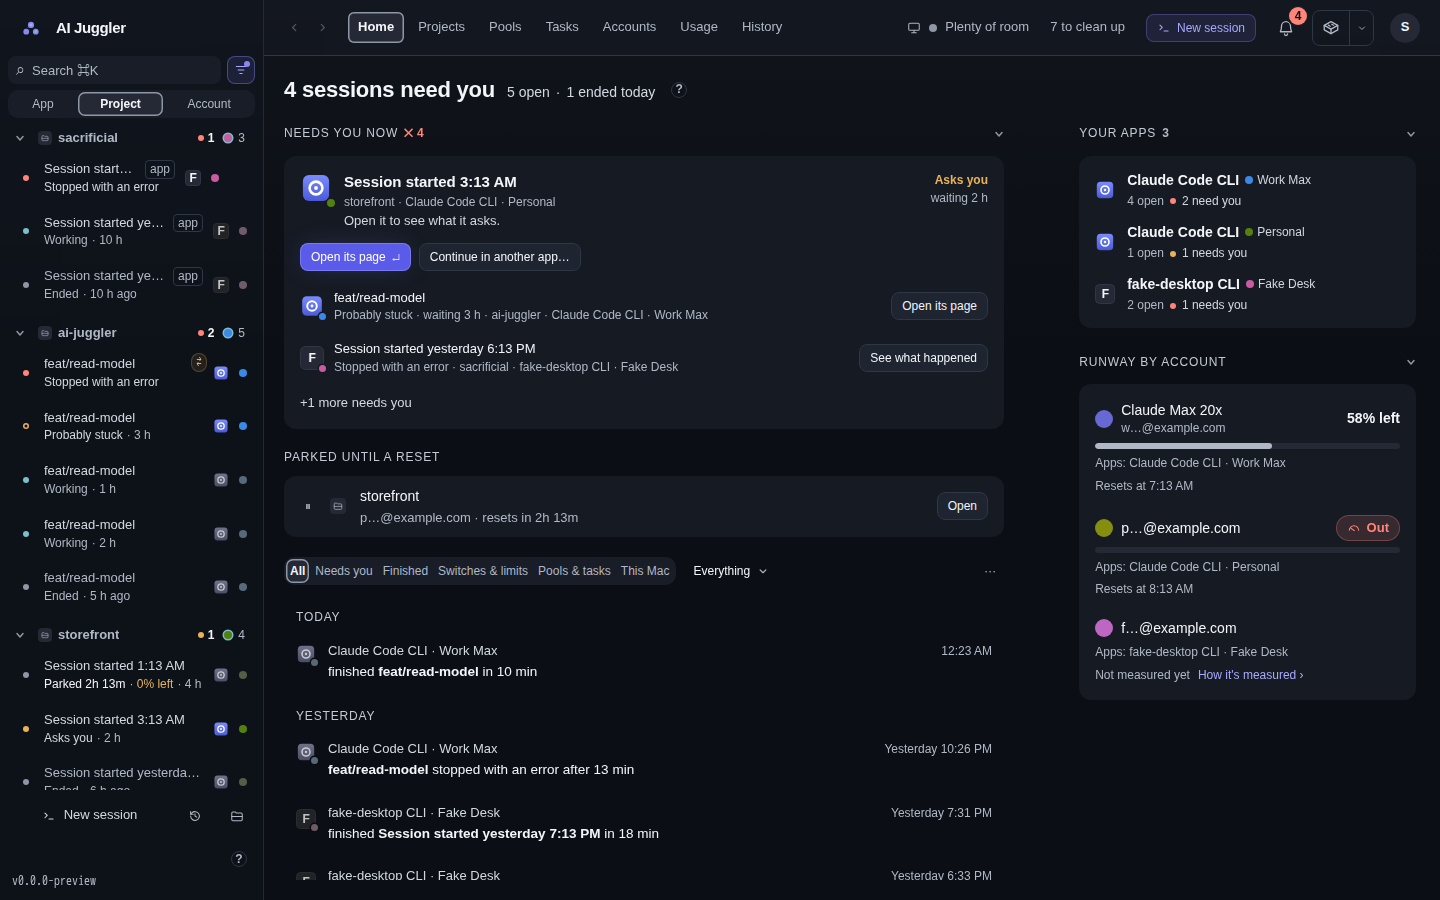 AI Juggler
Search ⌘K
App Project Account
sacrificial 1 3
Session start… app F
Stopped with an error
Session started ye… app F
Working · 10 h
Session started ye… app F
Ended · 10 h ago
ai-juggler 2 5
feat/read-model
Stopped with an error
feat/read-model
Probably stuck · 3 h
feat/read-model
Working · 1 h
feat/read-model
Working · 2 h
feat/read-model
Ended · 5 h ago
storefront 1 4
Session started 1:13 AM
Parked 2h 13m · 0% left · 4 h
Session started 3:13 AM
Asks you · 2 h
Session started yesterda…
Ended · 6 h ago
New session
?
v0.0.0-preview
Home Projects Pools Tasks Accounts Usage History
Plenty of room 7 to clean up New session 4 S
4 sessions need you 5 open · 1 ended today ?
NEEDS YOU NOW 4
Session started 3:13 AM Asks you
storefront · Claude Code CLI · Personal waiting 2 h
Open it to see what it asks.
Open its page Continue in another app…
feat/read-model
Probably stuck · waiting 3 h · ai-juggler · Claude Code CLI · Work Max Open its page
F Session started yesterday 6:13 PM
Stopped with an error · sacrificial · fake-desktop CLI · Fake Desk See what happened
+1 more needs you
PARKED UNTIL A RESET
storefront
p…@example.com · resets in 2h 13m Open
All Needs you Finished Switches & limits Pools & tasks This Mac Everything ···
TODAY
Claude Code CLI · Work Max 12:23 AM
finished feat/read-model in 10 min
YESTERDAY
Claude Code CLI · Work Max Yesterday 10:26 PM
feat/read-model stopped with an error after 13 min
F fake-desktop CLI · Fake Desk Yesterday 7:31 PM
finished Session started yesterday 7:13 PM in 18 min
F fake-desktop CLI · Fake Desk Yesterday 6:33 PM
YOUR APPS 3
Claude Code CLI Work Max
4 open 2 need you
Claude Code CLI Personal
1 open 1 needs you
F fake-desktop CLI Fake Desk
2 open 1 needs you
RUNWAY BY ACCOUNT
Claude Max 20x 58% left
w…@example.com
Apps: Claude Code CLI · Work Max
Resets at 7:13 AM
p…@example.com Out
Apps: Claude Code CLI · Personal
Resets at 8:13 AM
f…@example.com
Apps: fake-desktop CLI · Fake Desk
Not measured yet How it's measured ›